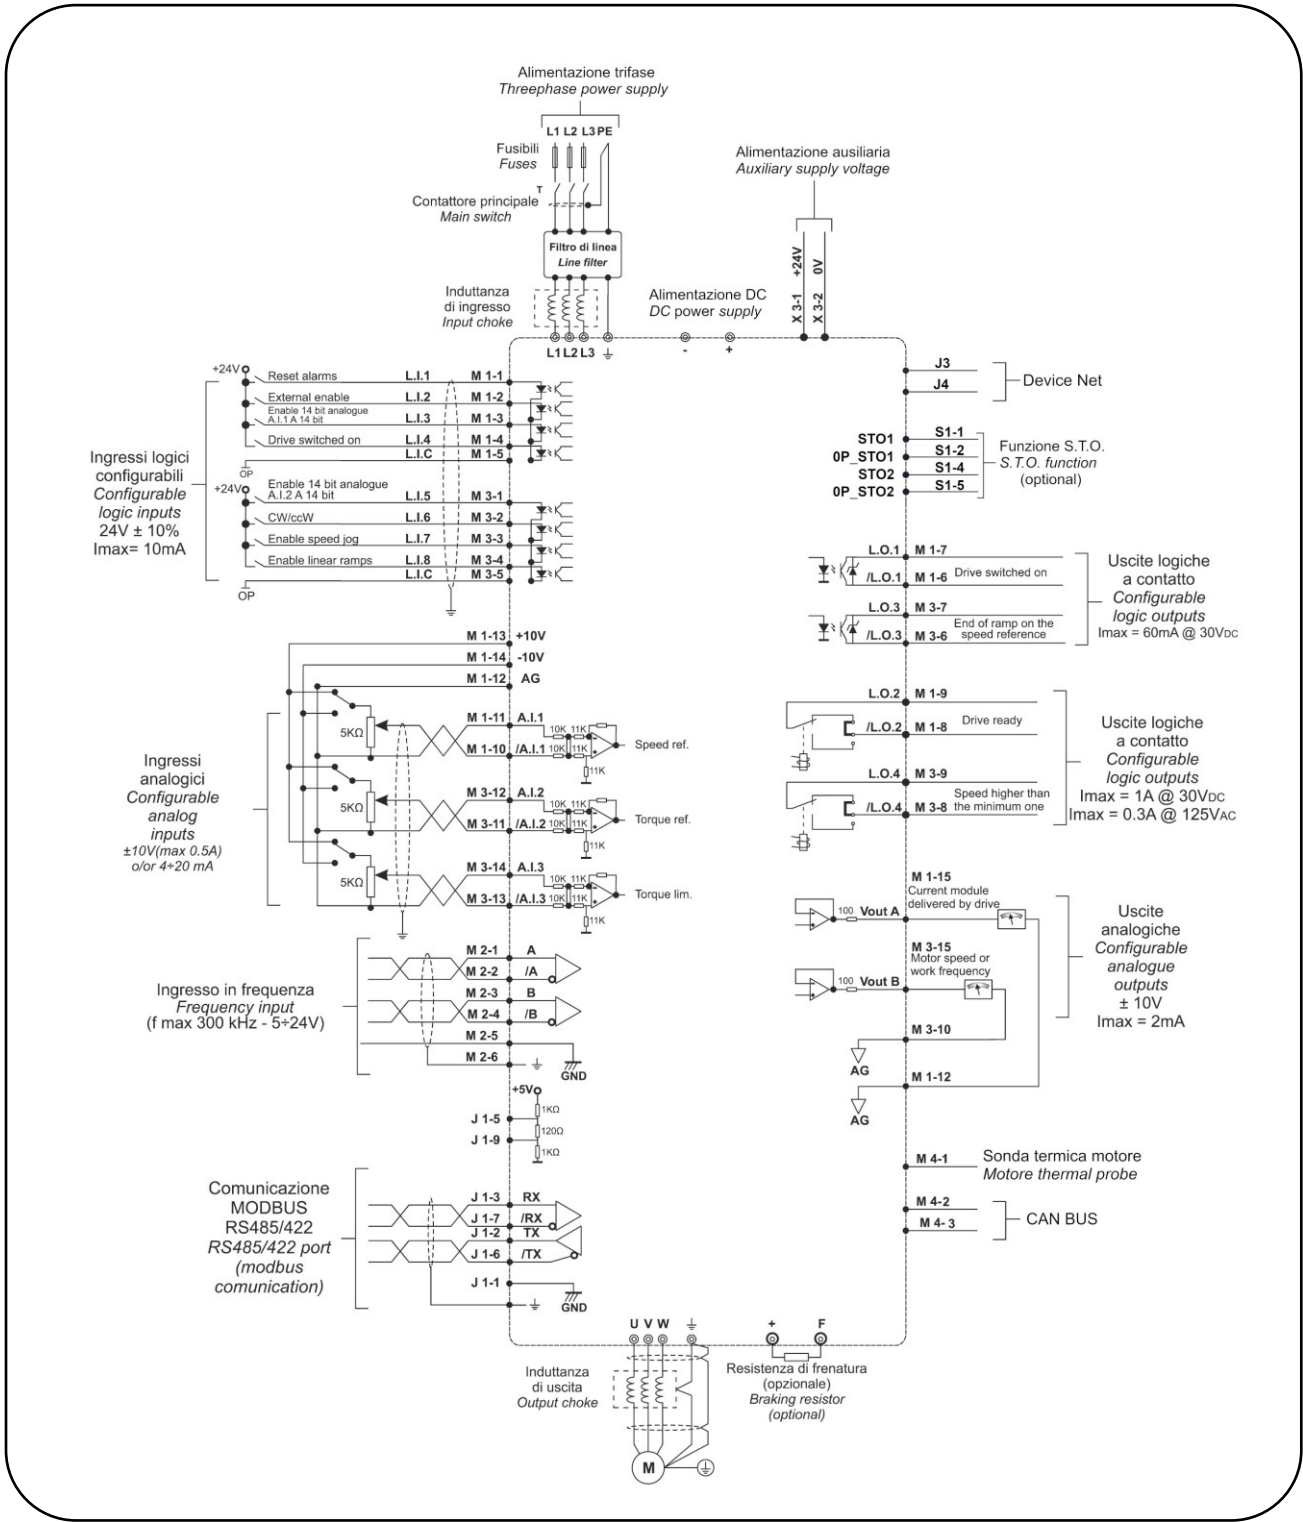 Alimentazione trifase
Threephase power supply
L1 L2 L3 PE
Fusibili
Fuses
T
Contattore principale
Main switch
Filtro di linea
Line filter
Induttanza
di ingresso
Input choke
L1 L2 L3
Alimentazione DC
DC power supply
- +
Alimentazione ausiliaria
Auxiliary supply voltage
X 3-1 +24V
X 3-2 0V
Ingressi logici
configurabili
Configurable
logic inputs
24V ± 10%
Imax= 10mA
+24V
Reset alarms L.I.1 M 1-1
External enable L.I.2 M 1-2
Enable 14 bit analogue
A.I.1 A 14 bit L.I.3 M 1-3
Drive switched on L.I.4 M 1-4
L.I.C M 1-5
OP
+24V
Enable 14 bit analogue
A.I.2 A 14 bit L.I.5 M 3-1
CW/ccW L.I.6 M 3-2
Enable speed jog L.I.7 M 3-3
Enable linear ramps L.I.8 M 3-4
L.I.C M 3-5
OP
Ingressi
analogici
Configurable
analog
inputs
±10V(max 0.5A)
o/or 4÷20 mA
M 1-13 +10V
M 1-14 -10V
M 1-12 AG
5KΩ
M 1-11 A.I.1
M 1-10 /A.I.1
10K 11K
10K 11K
11K
Speed ref.
5KΩ
M 3-12 A.I.2
M 3-11 /A.I.2
10K 11K
10K 11K
11K
Torque ref.
5KΩ
M 3-14 A.I.3
M 3-13 /A.I.3
10K 11K
10K 11K
11K
Torque lim.
Ingresso in frequenza
Frequency input
(f max 300 kHz - 5÷24V)
M 2-1 A
M 2-2 /A
M 2-3 B
M 2-4 /B
M 2-5
M 2-6
GND
+5V
1KΩ
J 1-5
120Ω
J 1-9
1KΩ
Comunicazione
MODBUS
RS485/422
RS485/422 port
(modbus
comunication)
J 1-3 RX
J 1-7 /RX
J 1-2 TX
J 1-6 /TX
J 1-1
GND
J3
J4
Device Net
STO1 S1-1
0P_STO1 S1-2
STO2 S1-4
0P_STO2 S1-5
Funzione S.T.O.
S.T.O. function
(optional)
L.O.1 M 1-7
/L.O.1 M 1-6 Drive switched on
L.O.3 M 3-7
/L.O.3 M 3-6
End of ramp on the
speed reference
Uscite logiche
a contatto
Configurable
logic outputs
Imax = 60mA @ 30VDC
L.O.2 M 1-9
/L.O.2 M 1-8 Drive ready
L.O.4 M 3-9
/L.O.4 M 3-8
Speed higher than
the minimum one
Uscite logiche
a contatto
Configurable
logic outputs
Imax = 1A @ 30VDC
Imax = 0.3A @ 125VAC
M 1-15
Current module
delivered by drive
100 Vout A
M 3-15
Motor speed or
work frequency
100 Vout B
M 3-10
AG
M 1-12
AG
Uscite
analogiche
Configurable
analogue
outputs
± 10V
Imax = 2mA
M 4-1
Sonda termica motore
Motore thermal probe
M 4-2
M 4- 3
CAN BUS
U V W
+ F
Induttanza
di uscita
Output choke
M
Resistenza di frenatura
(opzionale)
Braking resistor
(optional)